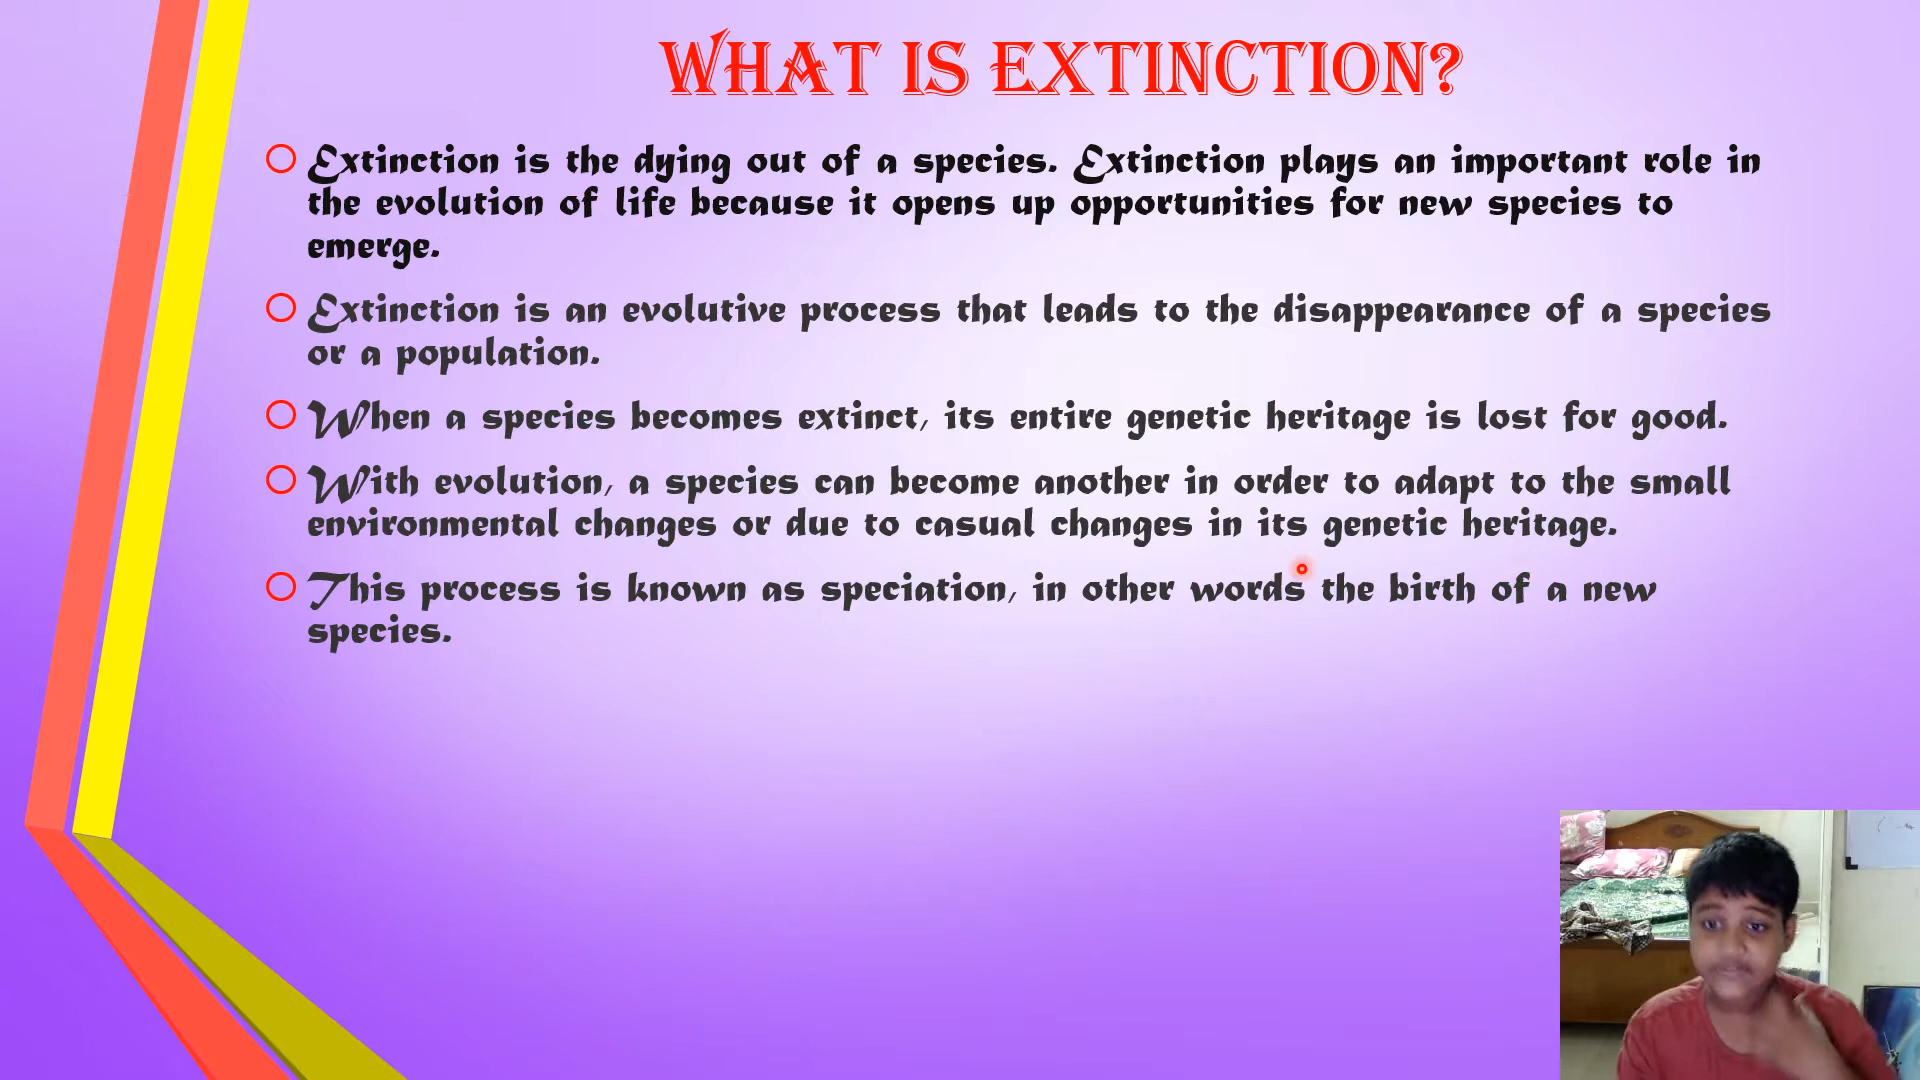 WHAT IS EXTINCTION?
Extinction is the dying out of a species. Extinction plays an important role in
the evolution of life because it opens up opportunities for new species to
emerge.
Extinction is an evolutive process that leads to the disappearance of a species
or a population.
When a species becomes extinct, its entire genetic heritage is lost for good.
With evolution, a species can become another in order to adapt to the small
environmental changes or due to casual changes in its genetic heritage.
This process is known as speciation, in other words the birth of a new
species.